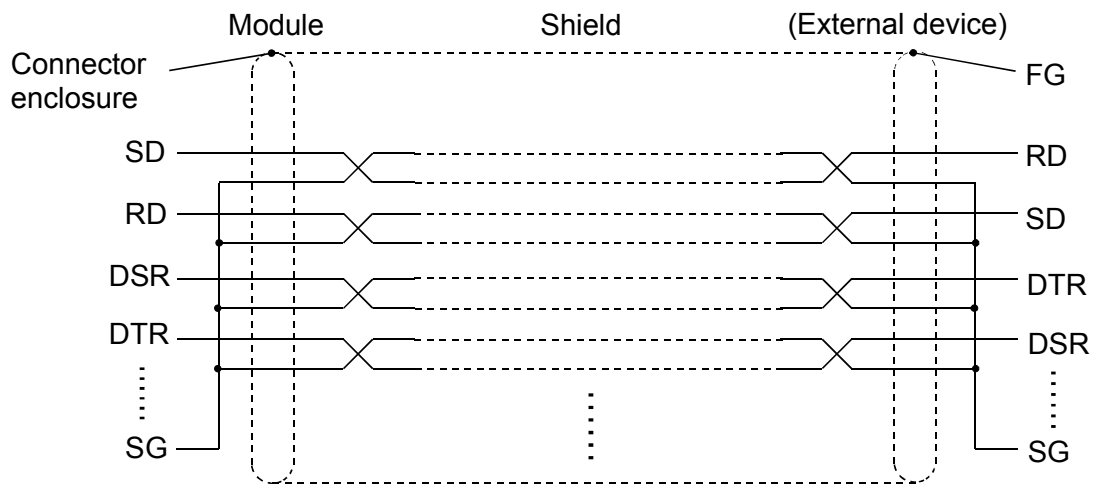 Module
Shield
(External device)
Connector
enclosure
FG
SD
RD
RD
SD
DSR
DTR
DTR
DSR
SG
SG